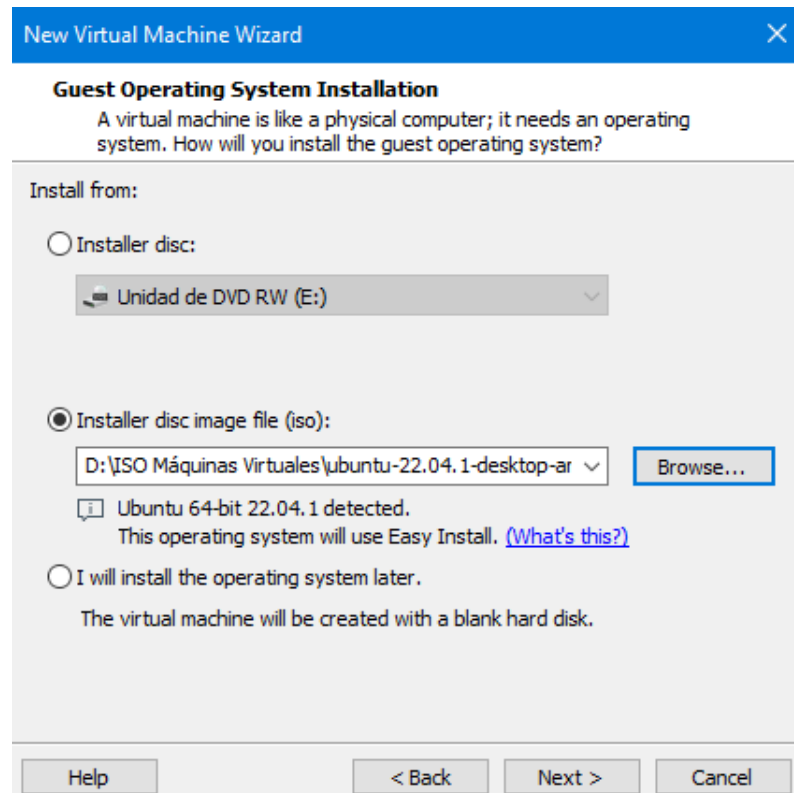 New Virtual Machine Wizard
Guest Operating System Installation
A virtual machine is like a physical computer; it needs an operating
system. How will you install the guest operating system?
Install from:
Installer disc:
Unidad de DVD RW (E:)
Installer disc image file (iso):
D:\ISO Máquinas Virtuales\ubuntu-22.04.1-desktop-ar Browse...
Ubuntu 64-bit 22.04.1 detected.
This operating system will use Easy Install. (What's this?)
I will install the operating system later.
The virtual machine will be created with a blank hard disk.
Help < Back Next > Cancel